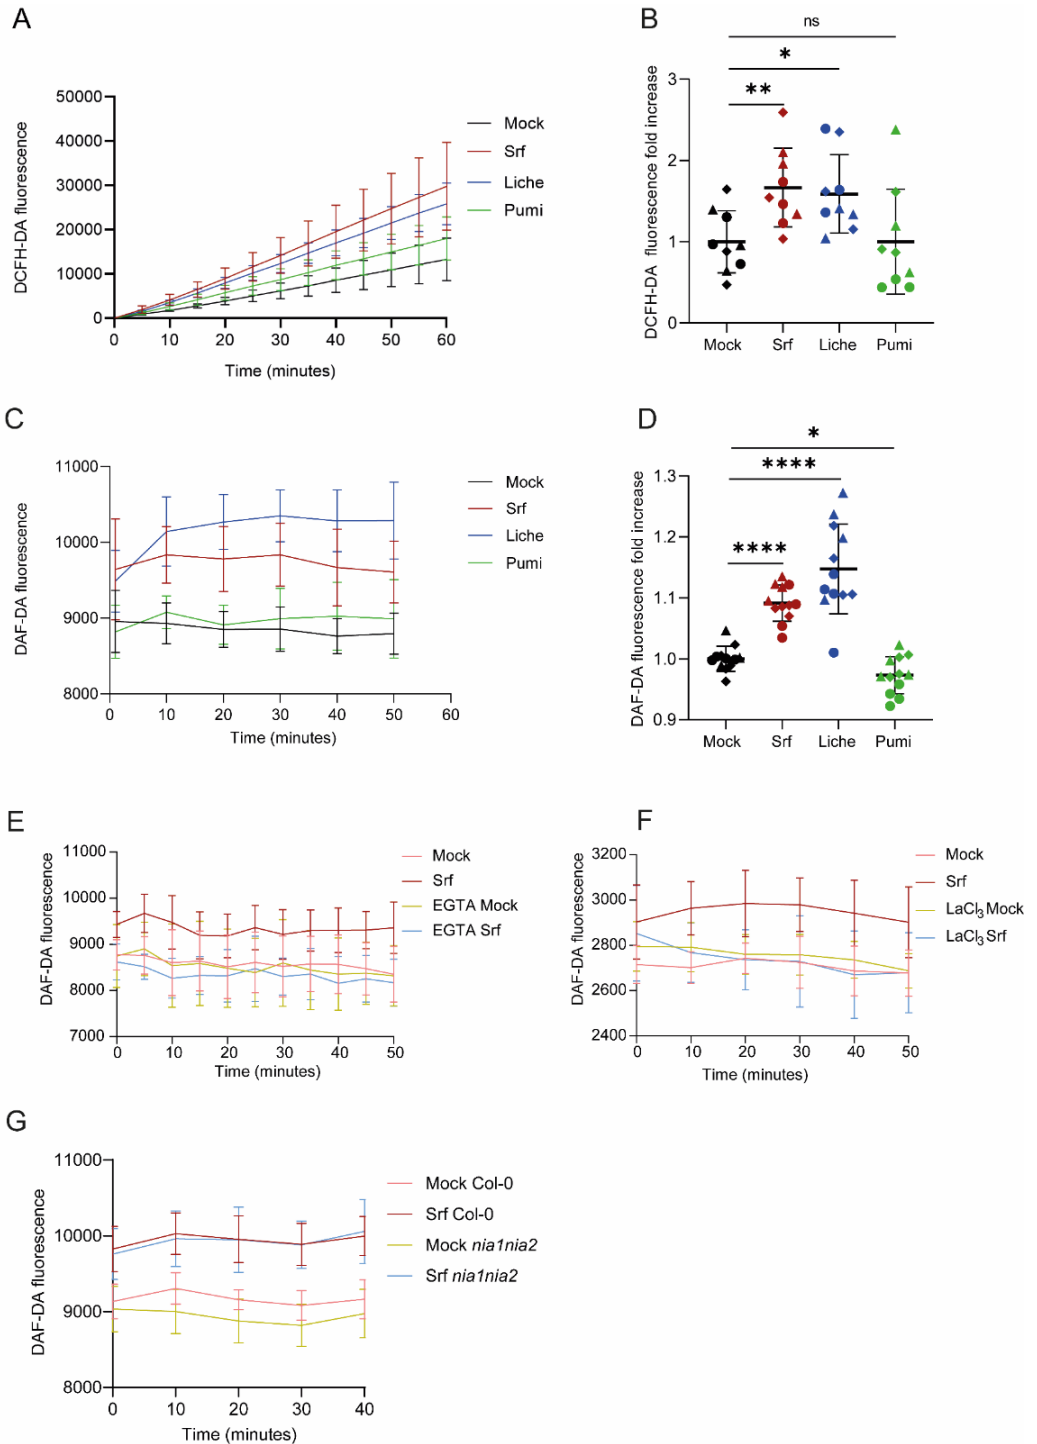 A
DCFH-DA fluorescence
50000
40000
30000
20000
10000
0
0 10 20 30 40 50 60
Time (minutes)
Mock
Srf
Liche
Pumi
B
DCFH-DA fluorescence fold increase
ns
*
**
3
2
1
0
Mock Srf Liche Pumi
C
DAF-DA fluorescence
11000
10000
9000
8000
0 10 20 30 40 50 60
Time (minutes)
Mock
Srf
Liche
Pumi
D
DAF-DA fluorescence fold increase
*
****
****
1.3
1.2
1.1
1.0
0.9
Mock Srf Liche Pumi
E
DAF-DA fluorescence
11000
10000
9000
8000
7000
0 10 20 30 40 50
Time (minutes)
Mock
Srf
EGTA Mock
EGTA Srf
F
DAF-DA fluorescence
3200
3000
2800
2600
2400
0 10 20 30 40 50
Time (minutes)
Mock
Srf
LaCl3 Mock
LaCl3 Srf
G
DAF-DA fluorescence
11000
10000
9000
8000
0 10 20 30 40
Time (minutes)
Mock Col-0
Srf Col-0
Mock nia1nia2
Srf nia1nia2